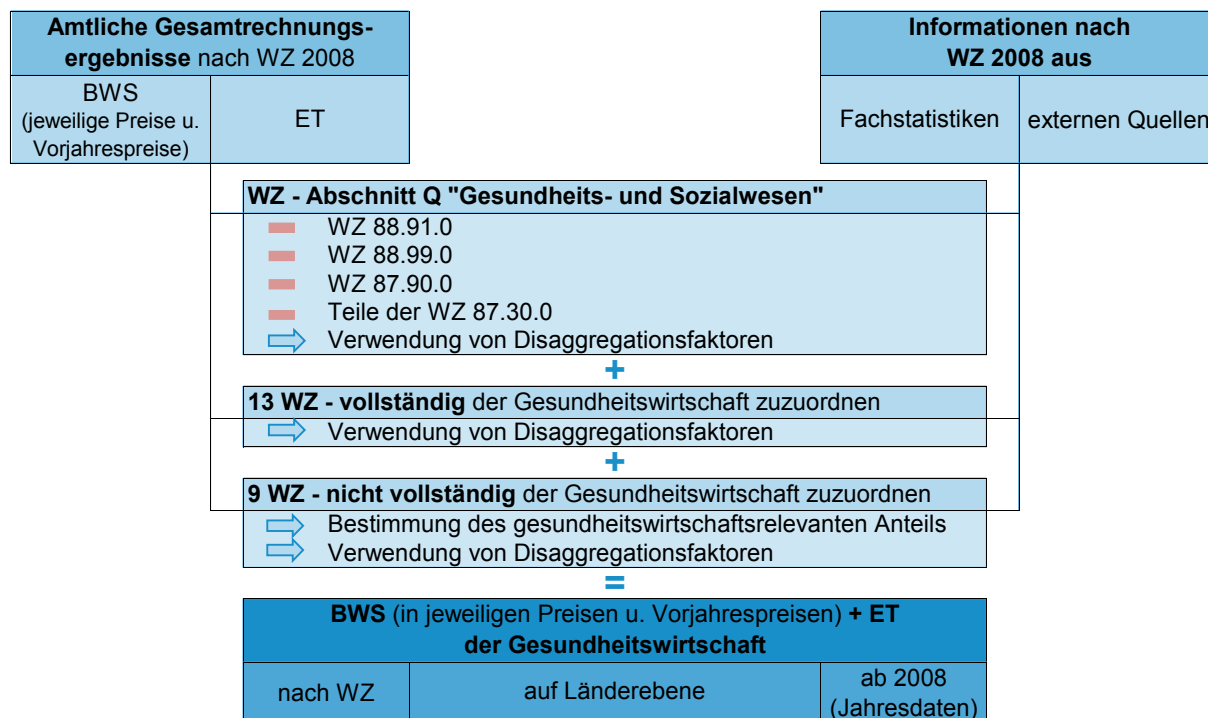 Amtliche Gesamtrechnungs-
ergebnisse nach WZ 2008
BWS
(jeweilige Preise u.
Vorjahrespreise)
ET
Informationen nach
WZ 2008 aus
Fachstatistiken
externen Quellen
WZ - Abschnitt Q "Gesundheits- und Sozialwesen"
WZ 88.91.0
WZ 88.99.0
WZ 87.90.0
Teile der WZ 87.30.0
Verwendung von Disaggregationsfaktoren
+
13 WZ - vollständig der Gesundheitswirtschaft zuzuordnen
Verwendung von Disaggregationsfaktoren
+
9 WZ - nicht vollständig der Gesundheitswirtschaft zuzuordnen
Bestimmung des gesundheitswirtschaftsrelevanten Anteils
Verwendung von Disaggregationsfaktoren
=
BWS (in jeweiligen Preisen u. Vorjahrespreisen) + ET
der Gesundheitswirtschaft
nach WZ
auf Länderebene
ab 2008
(Jahresdaten)